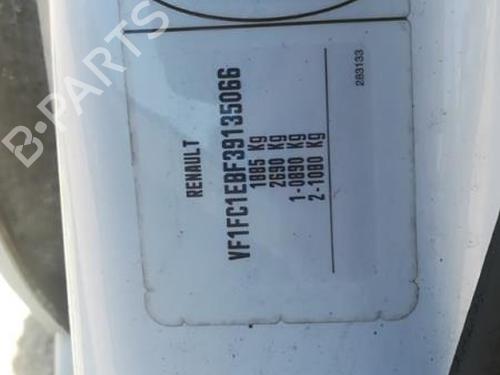 RENAULT
VF1FC1EBF39135066
1885 Kg
2690 Kg
1-0890 Kg
2-1080 Kg
283133
B-PARTS